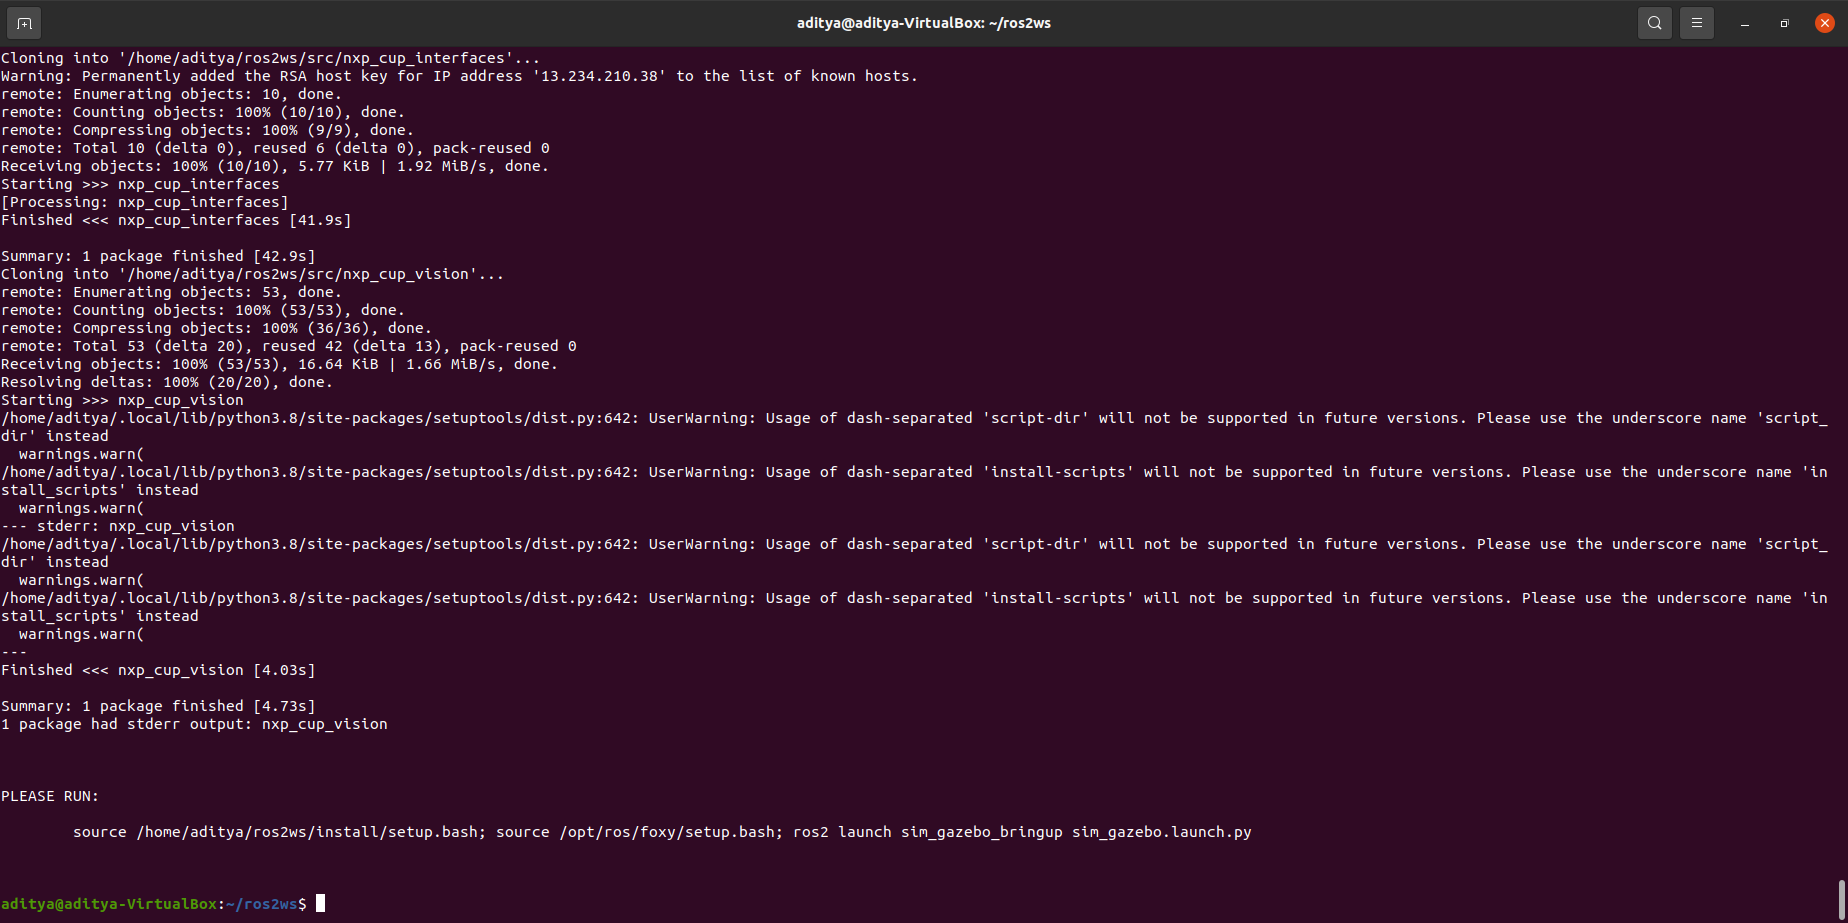 aditya@aditya-VirtualBox: ~/ros2ws
Cloning into '/home/aditya/ros2ws/src/nxp_cup_interfaces'...
Warning: Permanently added the RSA host key for IP address '13.234.210.38' to the list of known hosts.
remote: Enumerating objects: 10, done.
remote: Counting objects: 100% (10/10), done.
remote: Compressing objects: 100% (9/9), done.
remote: Total 10 (delta 0), reused 6 (delta 0), pack-reused 0
Receiving objects: 100% (10/10), 5.77 KiB | 1.92 MiB/s, done.
Starting >>> nxp_cup_interfaces
[Processing: nxp_cup_interfaces]
Finished <<< nxp_cup_interfaces [41.9s]
Summary: 1 package finished [42.9s]
Cloning into '/home/aditya/ros2ws/src/nxp_cup_vision'...
remote: Enumerating objects: 53, done.
remote: Counting objects: 100% (53/53), done.
remote: Compressing objects: 100% (36/36), done.
remote: Total 53 (delta 20), reused 42 (delta 13), pack-reused 0
Receiving objects: 100% (53/53), 16.64 KiB | 1.66 MiB/s, done.
Resolving deltas: 100% (20/20), done.
Starting >>> nxp_cup_vision
/home/aditya/.local/lib/python3.8/site-packages/setuptools/dist.py:642: UserWarning: Usage of dash-separated 'script-dir' will not be supported in future versions. Please use the underscore name 'script_
dir' instead
  warnings.warn(
/home/aditya/.local/lib/python3.8/site-packages/setuptools/dist.py:642: UserWarning: Usage of dash-separated 'install-scripts' will not be supported in future versions. Please use the underscore name 'in
stall_scripts' instead
  warnings.warn(
--- stderr: nxp_cup_vision
/home/aditya/.local/lib/python3.8/site-packages/setuptools/dist.py:642: UserWarning: Usage of dash-separated 'script-dir' will not be supported in future versions. Please use the underscore name 'script_
dir' instead
  warnings.warn(
/home/aditya/.local/lib/python3.8/site-packages/setuptools/dist.py:642: UserWarning: Usage of dash-separated 'install-scripts' will not be supported in future versions. Please use the underscore name 'in
stall_scripts' instead
  warnings.warn(
---
Finished <<< nxp_cup_vision [4.03s]
Summary: 1 package finished [4.73s]
1 package had stderr output: nxp_cup_vision
PLEASE RUN:
source /home/aditya/ros2ws/install/setup.bash; source /opt/ros/foxy/setup.bash; ros2 launch sim_gazebo_bringup sim_gazebo.launch.py
aditya@aditya-VirtualBox:~/ros2ws$